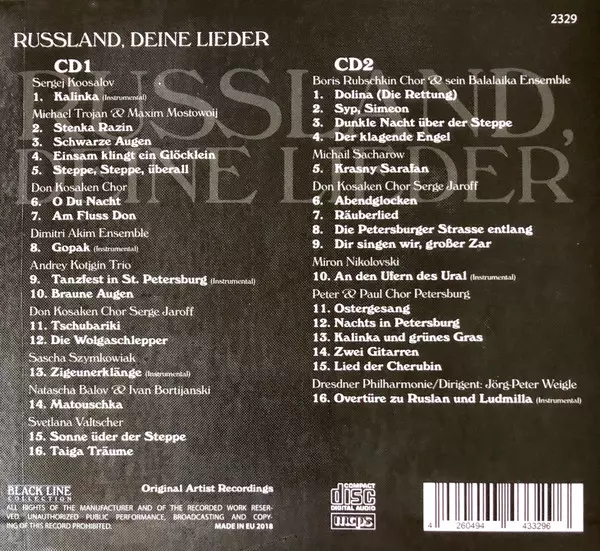 2329
RUSSLAND, DEINE LIEDER
RUSSLAND,
DEINE LIEDER
CD1
Sergej Koosalov
1. Kalinka (Instrumental)
Michael Trojan & Maxim Mostowoij
2. Stenka Razin
3. Schwarze Augen
4. Einsam klingt ein Glöcklein
5. Steppe, Steppe, überall
Don Kosaken Chor
6. O Du Nacht
7. Am Fluss Don
Dimitri Akim Ensemble
8. Gopak (Instrumental)
Andrey Kotjgin Trio
9. Tanzfest in St. Petersburg (Instrumental)
10. Braune Augen
Don Kosaken Chor Serge Jaroff
11. Tschubariki
12. Die Wolgaschlepper
Sascha Szymkowiak
13. Zigeunerklänge (Instrumental)
Natascha Balov & Ivan Bortijanski
14. Matouschka
Svetlana Valtscher
15. Sonne üder der Steppe
16. Taiga Träume
CD2
Boris Rubschkin Chor & sein Balalaika Ensemble
1. Dolina (Die Rettung)
2. Syp, Simeon
3. Dunkle Nacht über der Steppe
4. Der klagende Engel
Michail Sacharow
5. Krasny Sarafan
Don Kosaken Chor Serge Jaroff
6. Abendglocken
7. Räuberlied
8. Die Petersburger Strasse entlang
9. Dir singen wir, großer Zar
Miron Nikolovski
10. An den Ufern des Ural (Instrumental)
Peter & Paul Chor Petersburg
11. Ostergesang
12. Nachts in Petersburg
13. Kalinka und grünes Gras
14. Zwei Gitarren
15. Lied der Cherubin
Dresdner Philharmonie/Dirigent: Jörg-Peter Weigle
16. Overtüre zu Ruslan und Ludmilla (Instrumental)
BLACK LINE
COLLECTION
Original Artist Recordings
ALL RIGHTS OF THE MANUFACTURER AND OF THE RECORDED WORK RESER-
VED. UNAUTHORIZED PUBLIC PERFORMANCE, BROADCASTING AND COPY-
ING OF THIS RECORD PROHIBITED.
MADE IN EU 2018
COMPACT
disc
DIGITAL AUDIO
mcps
4 260494 433296